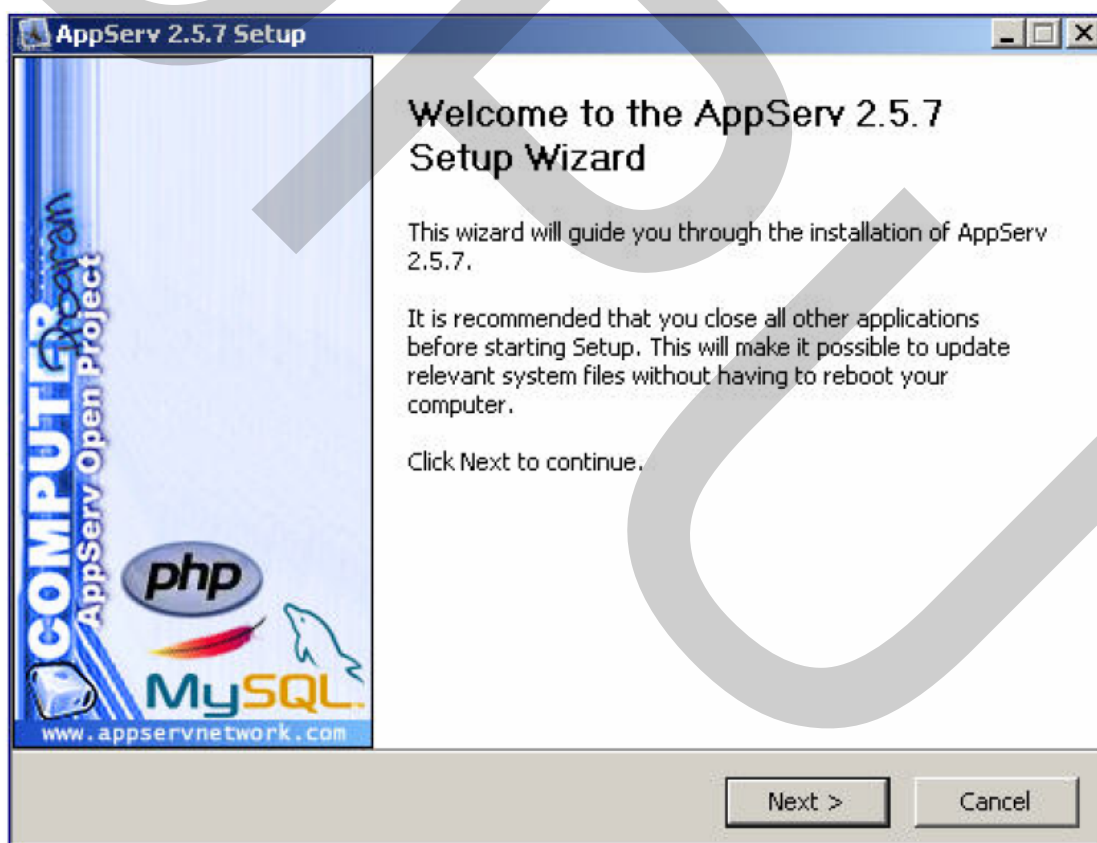 AppServ 2.5.7 Setup
Welcome to the AppServ 2.5.7
Setup Wizard
This wizard will guide you through the installation of AppServ
2.5.7.
It is recommended that you close all other applications
before starting Setup. This will make it possible to update
relevant system files without having to reboot your
computer.
Click Next to continue.
COMPUTER
Program
AppServ Open Project
php
MySQL
www.appservnetwork.com
Next >
Cancel